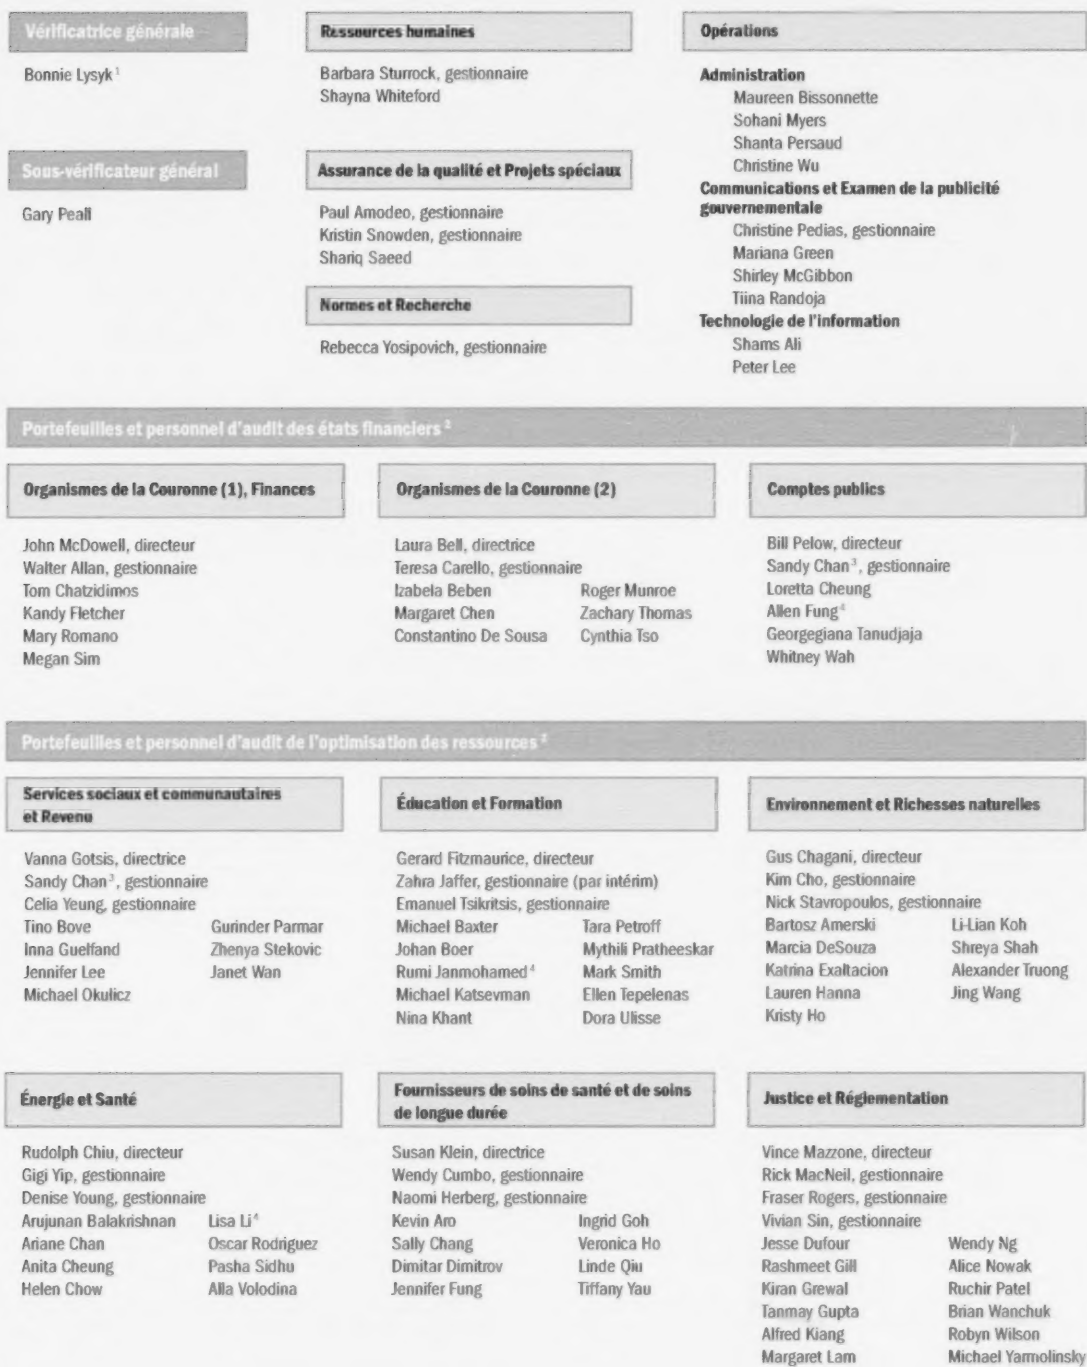 Vérificatrice générale
Bonnie Lysyk ¹
Sous-vérificateur général
Gary Peall
Ressources humaines
Barbara Sturrock, gestionnaire
Shayna Whiteford
Assurance de la qualité et Projets spéciaux
Paul Amodeo, gestionnaire
Kristin Snowden, gestionnaire
Shariq Saeed
Normes et Recherche
Rebecca Yosipovich, gestionnaire
Opérations
Administration
Maureen Bissonnette
Sohani Myers
Shanta Persaud
Christine Wu
Communications et Examen de la publicité
gouvernementale
Christine Pedias, gestionnaire
Mariana Green
Shirley McGibbon
Tiina Randoja
Technologie de l'information
Shams Ali
Peter Lee
Portefeuilles et personnel d'audit des états financiers ²
Organismes de la Couronne (1), Finances
John McDowell, directeur
Walter Allan, gestionnaire
Tom Chatzidimos
Kandy Fletcher
Mary Romano
Megan Sim
Organismes de la Couronne (2)
Laura Bell, directrice
Teresa Carello, gestionnaire
Izabela Beben
Margaret Chen
Constantino De Sousa
Roger Munroe
Zachary Thomas
Cynthia Tso
Comptes publics
Bill Pelow, directeur
Sandy Chan³, gestionnaire
Loretta Cheung
Allen Fung⁴
Georgegiana Tanudjaja
Whitney Wah
Portefeuilles et personnel d'audit de l'optimisation des ressources ²
Services sociaux et communautaires
et Revenu
Vanna Gotsis, directrice
Sandy Chan³, gestionnaire
Celia Yeung, gestionnaire
Tino Bove
Inna Guelfand
Jennifer Lee
Michael Okulicz
Gurinder Parmar
Zhenya Stekovic
Janet Wan
Éducation et Formation
Gerard Fitzmaurice, directeur
Zahra Jaffer, gestionnaire (par intérim)
Emanuel Tsikritsis, gestionnaire
Michael Baxter
Johan Boer
Rumi Janmohamed⁴
Michael Katsevman
Nina Khant
Tara Petroff
Mythili Pratheeskar
Mark Smith
Ellen Tepelenas
Dora Ulisse
Environnement et Richesses naturelles
Gus Chagani, directeur
Kim Cho, gestionnaire
Nick Stavropoulos, gestionnaire
Bartosz Amerski
Marcia DeSouza
Katrina Exaltacion
Lauren Hanna
Kristy Ho
Li-Lian Koh
Shreya Shah
Alexander Truong
Jing Wang
Énergie et Santé
Rudolph Chiu, directeur
Gigi Yip, gestionnaire
Denise Young, gestionnaire
Arujunan Balakrishnan
Ariane Chan
Anita Cheung
Helen Chow
Lisa Li⁴
Oscar Rodriguez
Pasha Sidhu
Alla Volodina
Fournisseurs de soins de santé et de soins
de longue durée
Susan Klein, directrice
Wendy Cumbo, gestionnaire
Naomi Herberg, gestionnaire
Kevin Aro
Sally Chang
Dimitar Dimitrov
Jennifer Fung
Ingrid Goh
Veronica Ho
Linde Qiu
Tiffany Yau
Justice et Réglementation
Vince Mazzone, directeur
Rick MacNeil, gestionnaire
Fraser Rogers, gestionnaire
Vivian Sin, gestionnaire
Jesse Dufour
Rashmeet Gill
Kiran Grewal
Tanmay Gupta
Alfred Kiang
Margaret Lam
Wendy Ng
Alice Nowak
Ruchir Patel
Brian Wanchuk
Robyn Wilson
Michael Yarmolinsky